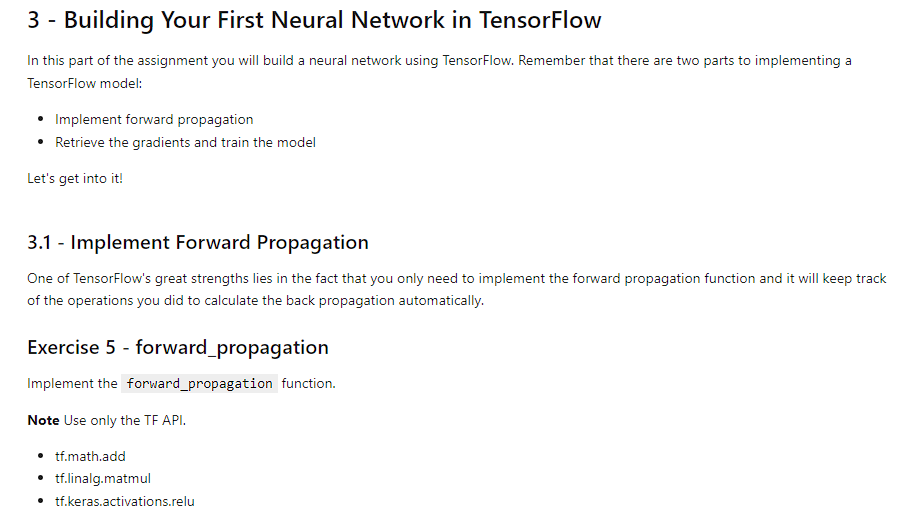 3 - Building Your First Neural Network in TensorFlow
In this part of the assignment you will build a neural network using TensorFlow. Remember that there are two parts to implementing a
TensorFlow model:
• Implement forward propagation
• Retrieve the gradients and train the model
Let's get into it!
3.1 - Implement Forward Propagation
One of TensorFlow's great strengths lies in the fact that you only need to implement the forward propagation function and it will keep track
of the operations you did to calculate the back propagation automatically.
Exercise 5 - forward_propagation
Implement the forward_propagation function.
Note Use only the TF API.
• tf.math.add
• tf.linalg.matmul
• tf.keras.activations.relu